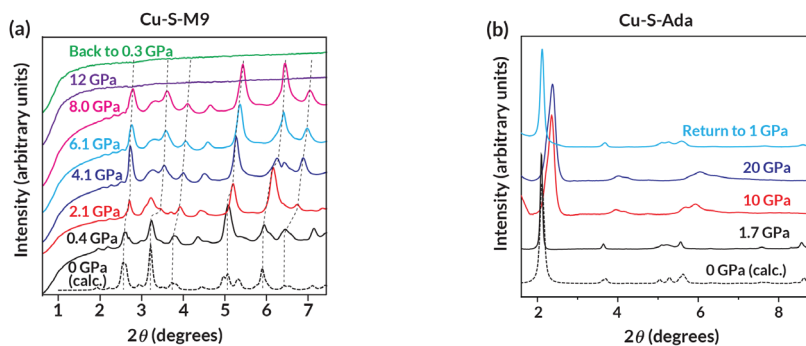 (a)
Cu-S-M9
Intensity (arbitrary units)
Back to 0.3 GPa
12 GPa
8.0 GPa
6.1 GPa
4.1 GPa
2.1 GPa
0.4 GPa
0 GPa
(calc.)
1 2 3 4 5 6 7
2θ (degrees)
(b)
Cu-S-Ada
Intensity (arbitrary units)
Return to 1 GPa
20 GPa
10 GPa
1.7 GPa
0 GPa (calc.)
2 4 6 8
2θ (degrees)